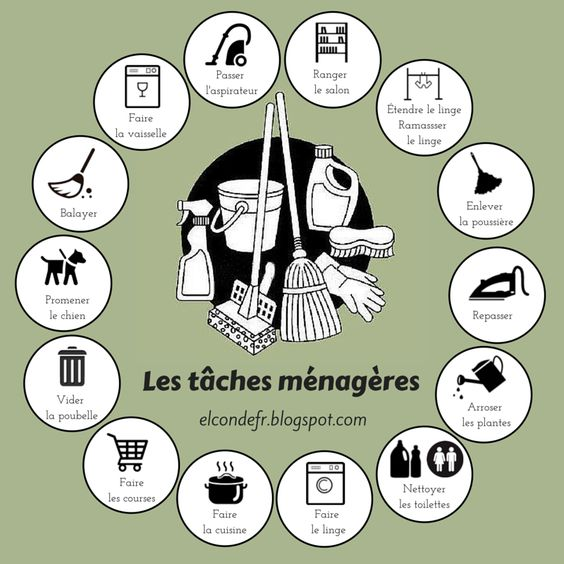 Passer
l'aspirateur
Ranger
le salon
Étendre le linge
Ramasser
le linge
Enlever
la poussière
Repasser
Arroser
les plantes
Nettoyer
les toilettes
Faire
le linge
Faire
la cuisine
Faire
les courses
Vider
la poubelle
Promener
le chien
Balayer
Faire
la vaisselle
Les tâches ménagères
elcondefr.blogspot.com